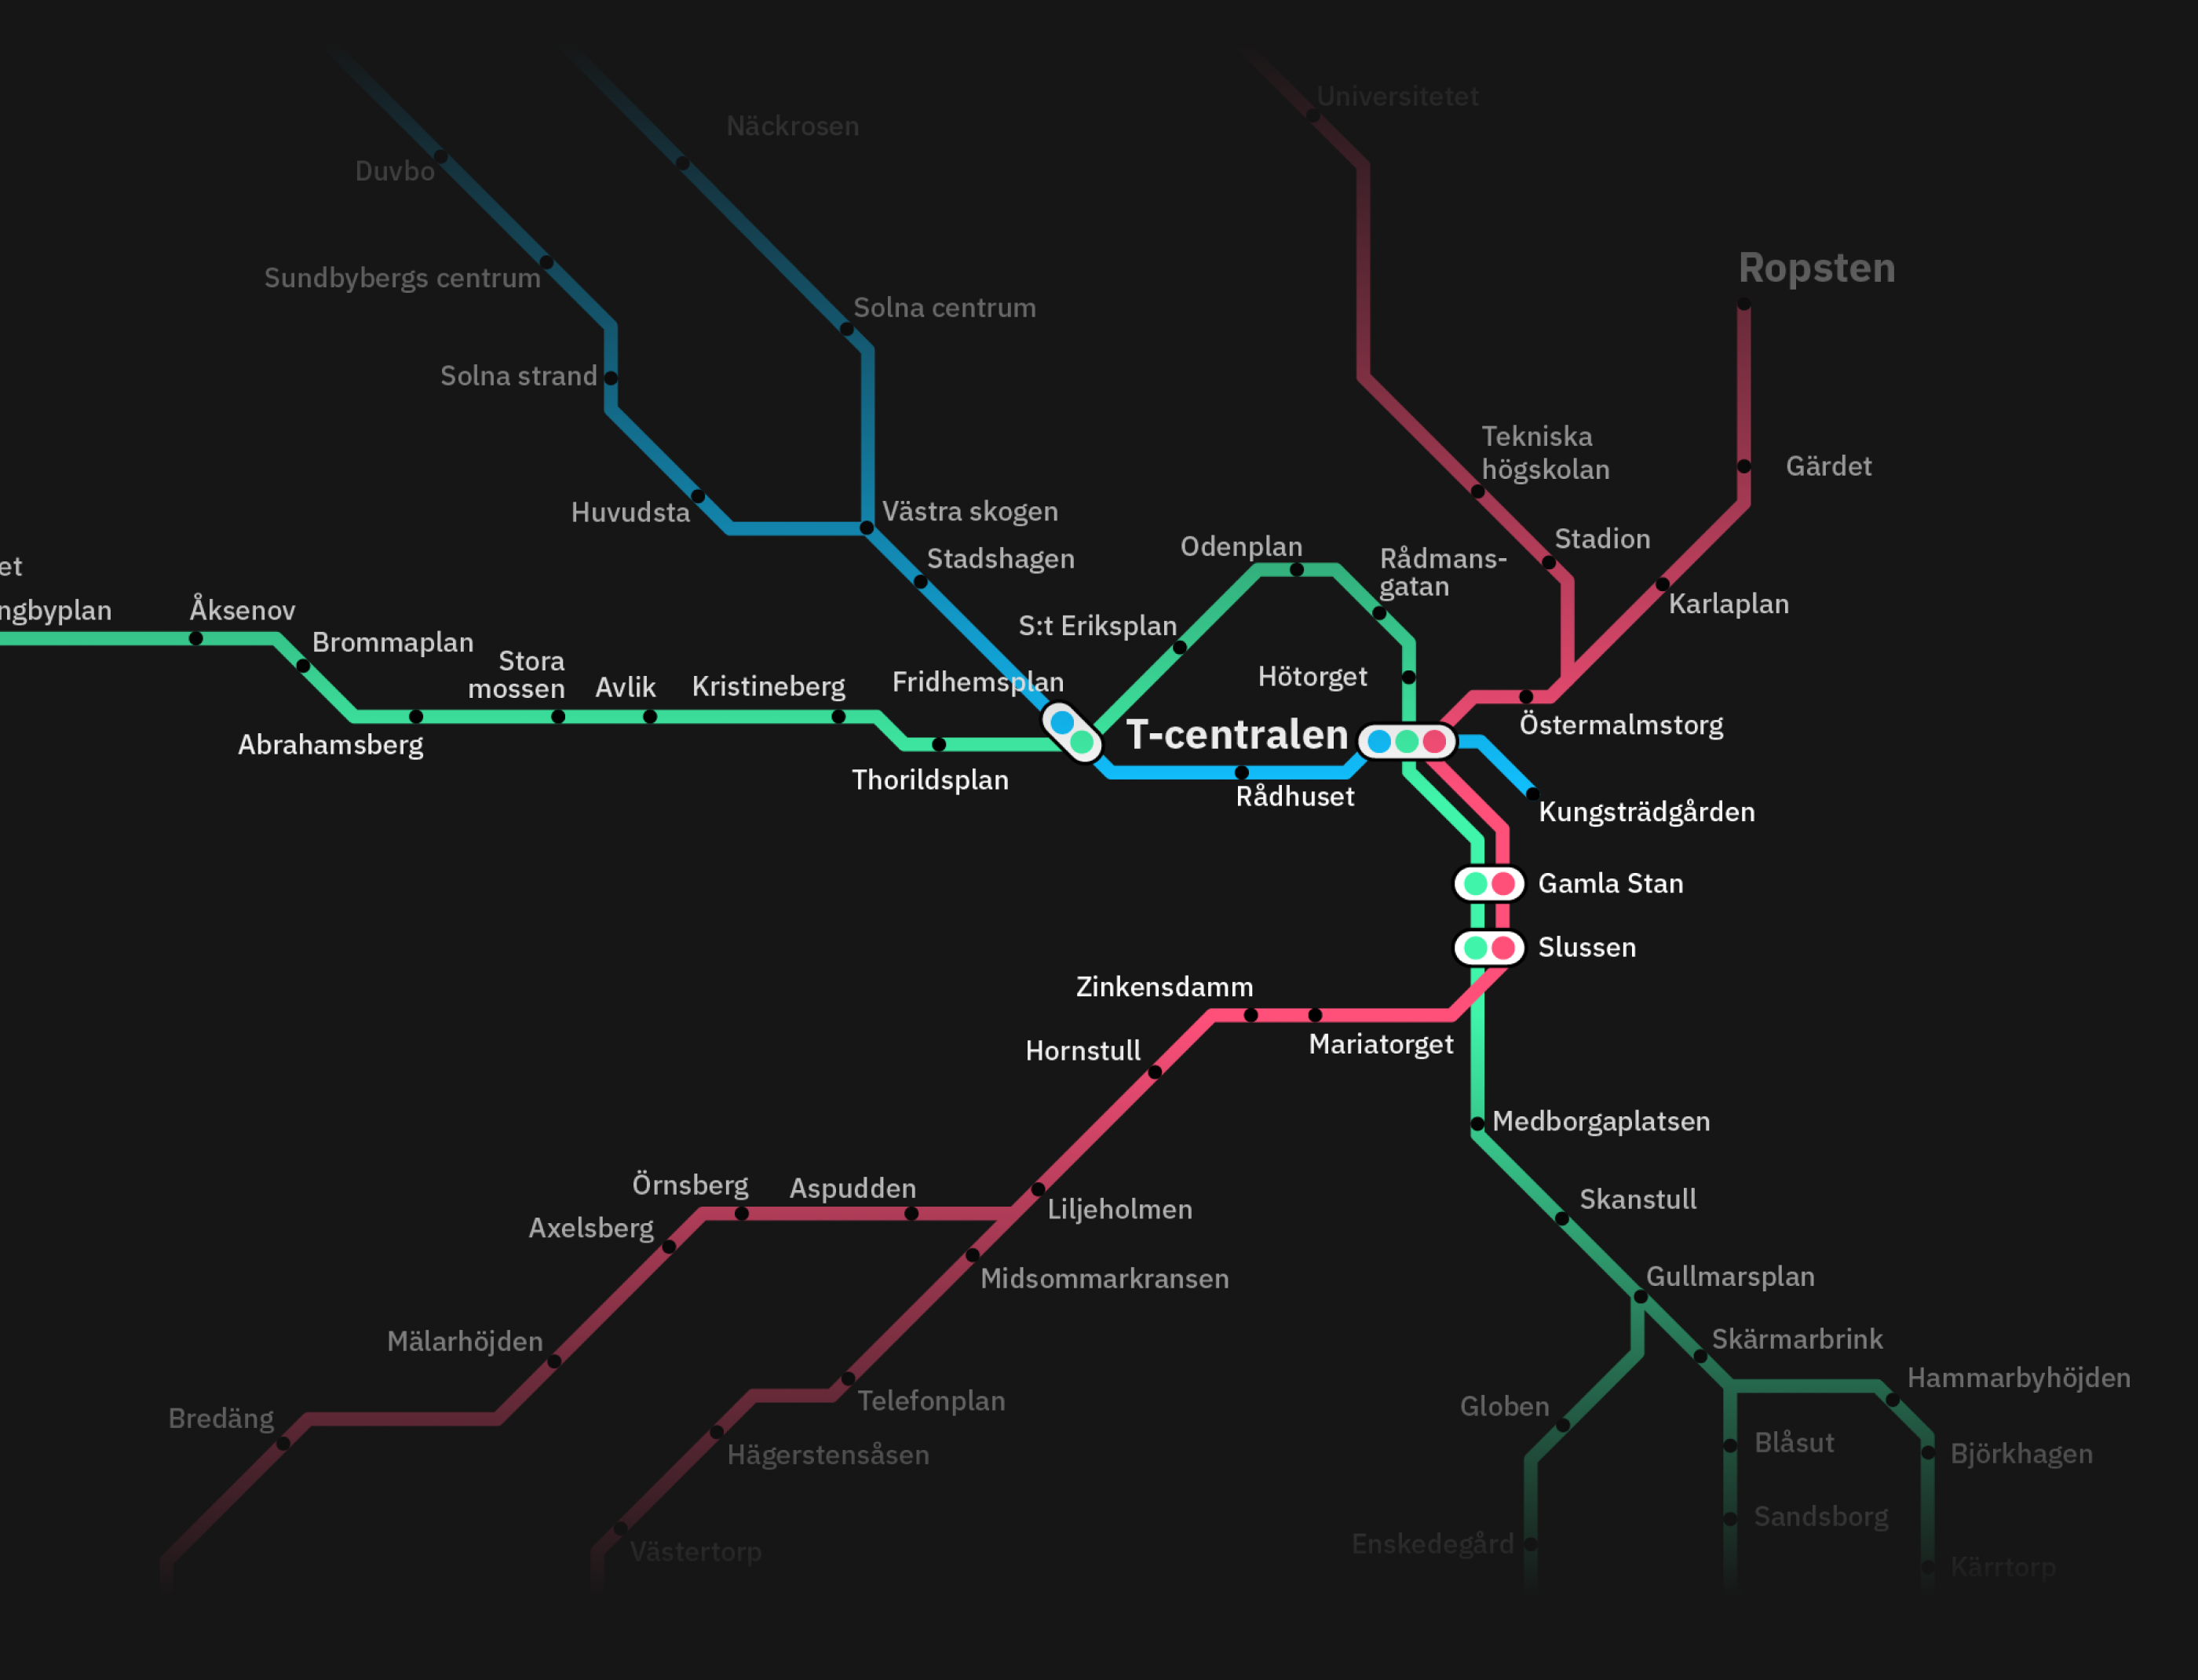 Universitetet
Näckrosen
Duvbo
Ropsten
Sundbybergs centrum
Solna centrum
Solna strand
Tekniska
högskolan
Gärdet
Huvudsta
Västra skogen
Stadion
Odenplan
Rådmans-
gatan
Stadshagen
et
ngbyplan
Åksenov
Karlaplan
S:t Eriksplan
Brommaplan
Stora
mossen
Avlik
Kristineberg
Fridhemsplan
Hötorget
Östermalmstorg
T-centralen
Abrahamsberg
Thorildsplan
Rådhuset
Kungsträdgården
Gamla Stan
Slussen
Zinkensdamm
Mariatorget
Hornstull
Medborgaplatsen
Örnsberg
Aspudden
Skanstull
Liljeholmen
Axelsberg
Midsommarkransen
Gullmarsplan
Mälarhöjden
Skärmarbrink
Hammarbyhöjden
Telefonplan
Globen
Bredäng
Blåsut
Björkhagen
Hägerstensåsen
Sandsborg
Enskedegård
Västertorp
Kärrtorp